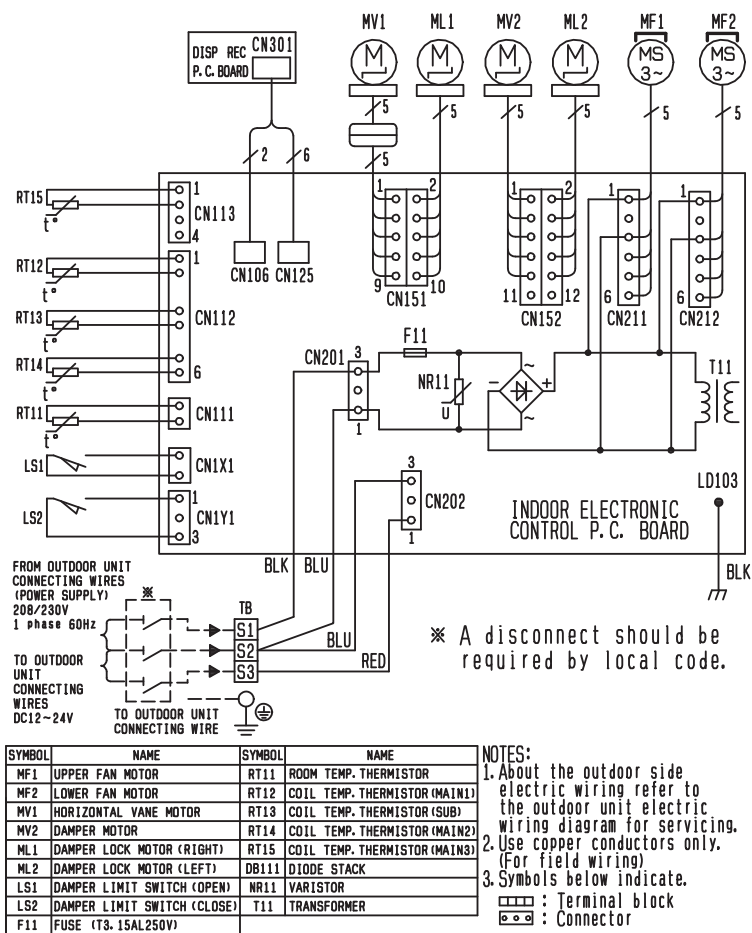 MV1 ML1 MV2 ML2 MF1 MF2
DISP REC CN301
P.C.BOARD
M M M M MS 3~ MS 3~
5 5 5 5 5 5
5
2 6
RT15 t°
1
CN113
4
CN106 CN125
1 2
9 10
CN151
1 2
11 12
CN152
1
6
CN211
1
6
CN212
RT12 t°
1
RT13 t°
CN112
RT14 t°
6
RT11 t°
CN111
LS1
CN1X1
LS2
1
CN1Y1
3
CN201 3
1
F11
NR11
U
~
- +
~
T11
3
CN202
1
LD103
INDOOR ELECTRONIC
CONTROL P.C. BOARD
BLK BLU
BLK
FROM OUTDOOR UNIT
CONNECTING WIRES
(POWER SUPPLY)
208/230V
1 phase 60Hz
※
TB
S1
S2
S3
BLU
RED
TO OUTDOOR
UNIT
CONNECTING
WIRES
DC12~24V
TO OUTDOOR UNIT
CONNECTING WIRE
※ A disconnect should be
required by local code.
SYMBOL NAME SYMBOL NAME
MF1 UPPER FAN MOTOR RT11 ROOM TEMP.THERMISTOR
MF2 LOWER FAN MOTOR RT12 COIL TEMP.THERMISTOR(MAIN1)
MV1 HORIZONTAL VANE MOTOR RT13 COIL TEMP.THERMISTOR(SUB)
MV2 DAMPER MOTOR RT14 COIL TEMP.THERMISTOR(MAIN2)
ML1 DAMPER LOCK MOTOR (RIGHT) RT15 COIL TEMP.THERMISTOR(MAIN3)
ML2 DAMPER LOCK MOTOR (LEFT) DB111 DIODE STACK
LS1 DAMPER LIMIT SWITCH (OPEN) NR11 VARISTOR
LS2 DAMPER LIMIT SWITCH (CLOSE) T11 TRANSFORMER
F11 FUSE (T3.15AL250V)
NOTES:
1. About the outdoor side
electric wiring refer to
the outdoor unit electric
wiring diagram for servicing.
2. Use copper conductors only.
(For field wiring)
3. Symbols below indicate.
: Terminal block
: Connector